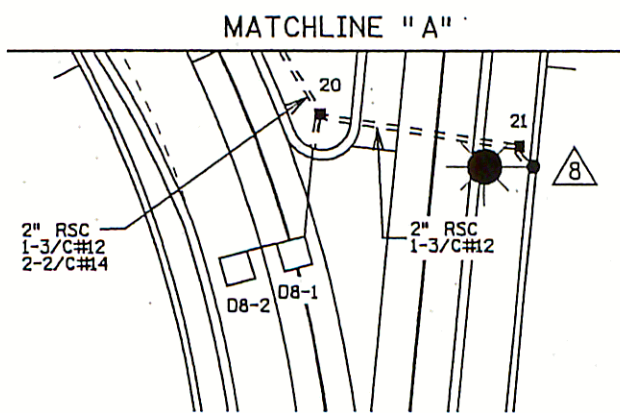 MATCHLINE "A"
20
21
8
2" RSC
1-3/C#12
2-2/C#14
2" RSC
1-3/C#12
D8-2
D8-1